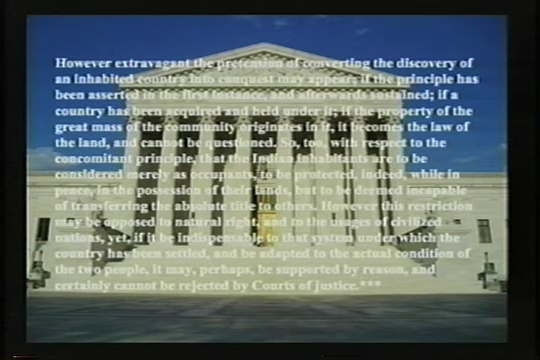 However extravagant the pretension of converting the discovery of
an inhabited country into conquest may appear; if the principle has
been asserted in the first instance, and afterwards sustained; if a
country has been acquired and held under it; if the property of the
great mass of the community originates in it, it becomes the law of
the land, and cannot be questioned. So, too, with respect to the
concomitant principle, that the Indian inhabitants are to be
considered merely as occupants, to be protected, indeed, while in
peace, in the possession of their lands, but to be deemed incapable
of transferring the absolute title to others. However this restriction
may be opposed to natural right, and to the usages of civilized
nations, yet, if it be indispensable to that system under which the
country has been settled, and be adapted to the actual condition of
the two people, it may, perhaps, be supported by reason, and
certainly cannot be rejected by Courts of justice.***